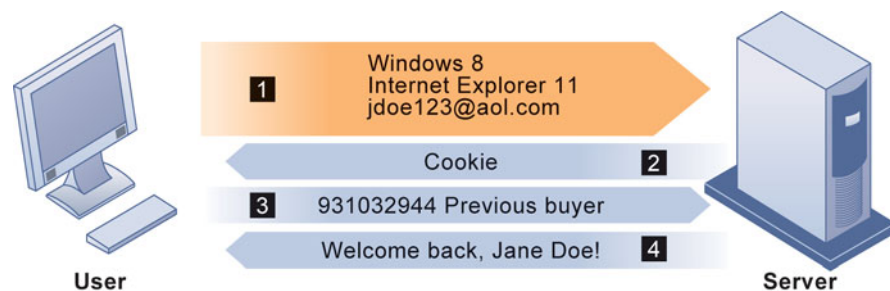 1
Windows 8
Internet Explorer 11
jdoe123@aol.com
Cookie 2
3 931032944 Previous buyer
Welcome back, Jane Doe! 4
User
Server